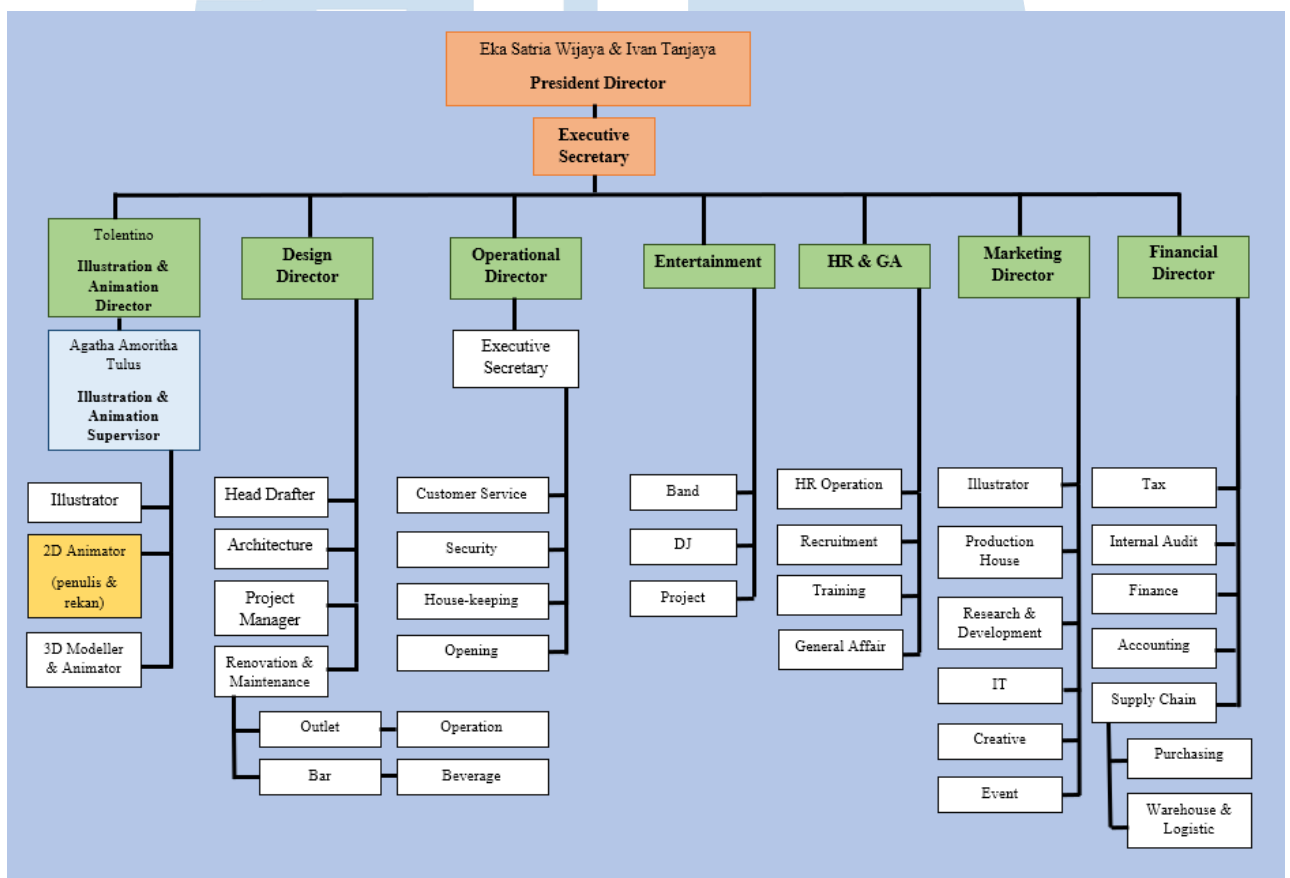 Eka Satria Wijaya & Ivan Tanjaya
President Director
Executive
Secretary
Tolentino
Illustration &
Animation
Director
Design
Director
Operational
Director
Entertainment
HR & GA
Marketing
Director
Financial
Director
Agatha Amoritha
Tulus
Illustration &
Animation
Supervisor
Executive
Secretary
Illustrator
2D Animator
(penulis &
rekan)
3D Modeller
& Animator
Head Drafter
Architecture
Project
Manager
Renovation &
Maintenance
Outlet
Operation
Bar
Beverage
Customer Service
Security
House-keeping
Opening
Band
DJ
Project
HR Operation
Recruitment
Training
General Affair
Illustrator
Production
House
Research &
Development
IT
Creative
Event
Tax
Internal Audit
Finance
Accounting
Supply Chain
Purchasing
Warehouse &
Logistic